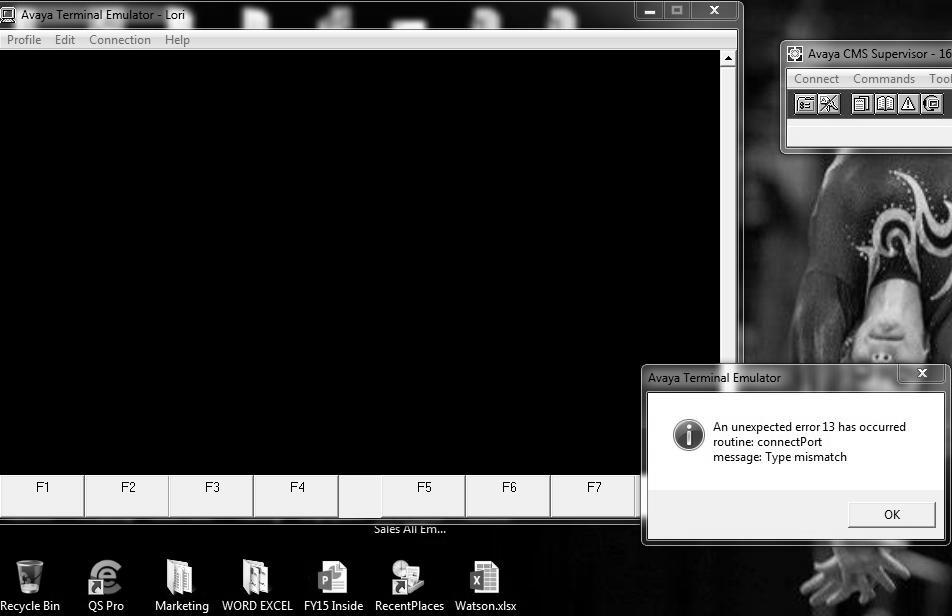 Avaya Terminal Emulator - Lori
Profile Edit Connection Help
Avaya CMS Supervisor - 16
Connect Commands Tool
Avaya Terminal Emulator
An unexpected error 13 has occurred
routine: connectPort
message: Type mismatch
OK
F1 F2 F3 F4 F5 F6 F7
Sales All Em...
Recycle Bin QS Pro Marketing WORD EXCEL FY15 Inside RecentPlaces Watson.xlsx